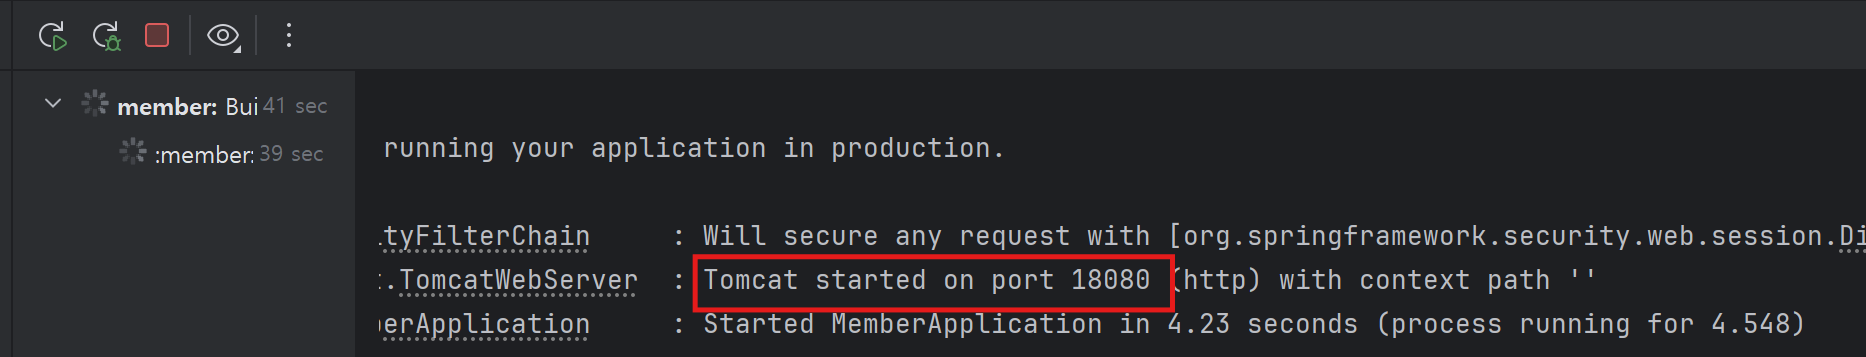 member: Bui 41 sec
:member: 39 sec
running your application in production.
ityFilterChain : Will secure any request with [org.springframework.security.web.session.Di
.TomcatWebServer : Tomcat started on port 18080 (http) with context path ''
berApplication : Started MemberApplication in 4.23 seconds (process running for 4.548)